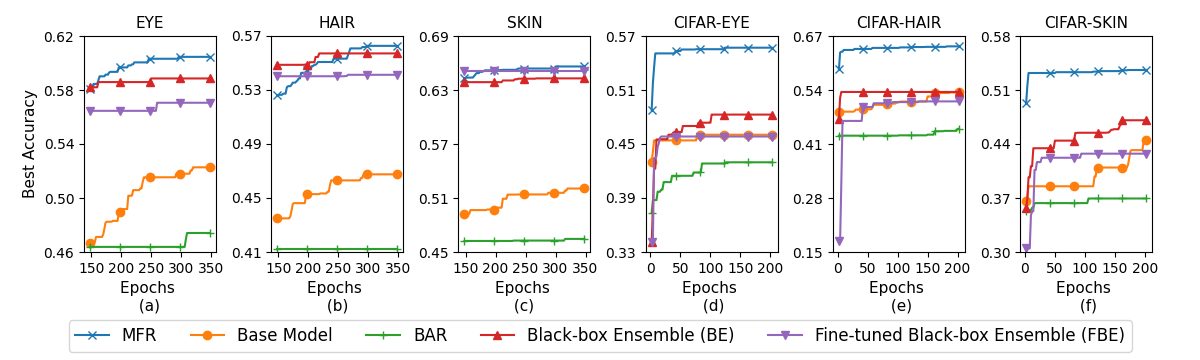 EYE HAIR SKIN CIFAR-EYE CIFAR-HAIR CIFAR-SKIN
Best Accuracy
0.62 0.58 0.54 0.50 0.46
150 200 250 300 350
Epochs
(a)
0.57 0.53 0.49 0.45 0.41
150 200 250 300 350
Epochs
(b)
0.69 0.63 0.57 0.51 0.45
150 200 250 300 350
Epochs
(c)
0.57 0.51 0.45 0.39 0.33
0 50 100 150 200
Epochs
(d)
0.67 0.54 0.41 0.28 0.15
0 50 100 150 200
Epochs
(e)
0.58 0.51 0.44 0.37 0.30
0 50 100 150 200
Epochs
(f)
MFR Base Model BAR Black-box Ensemble (BE) Fine-tuned Black-box Ensemble (FBE)